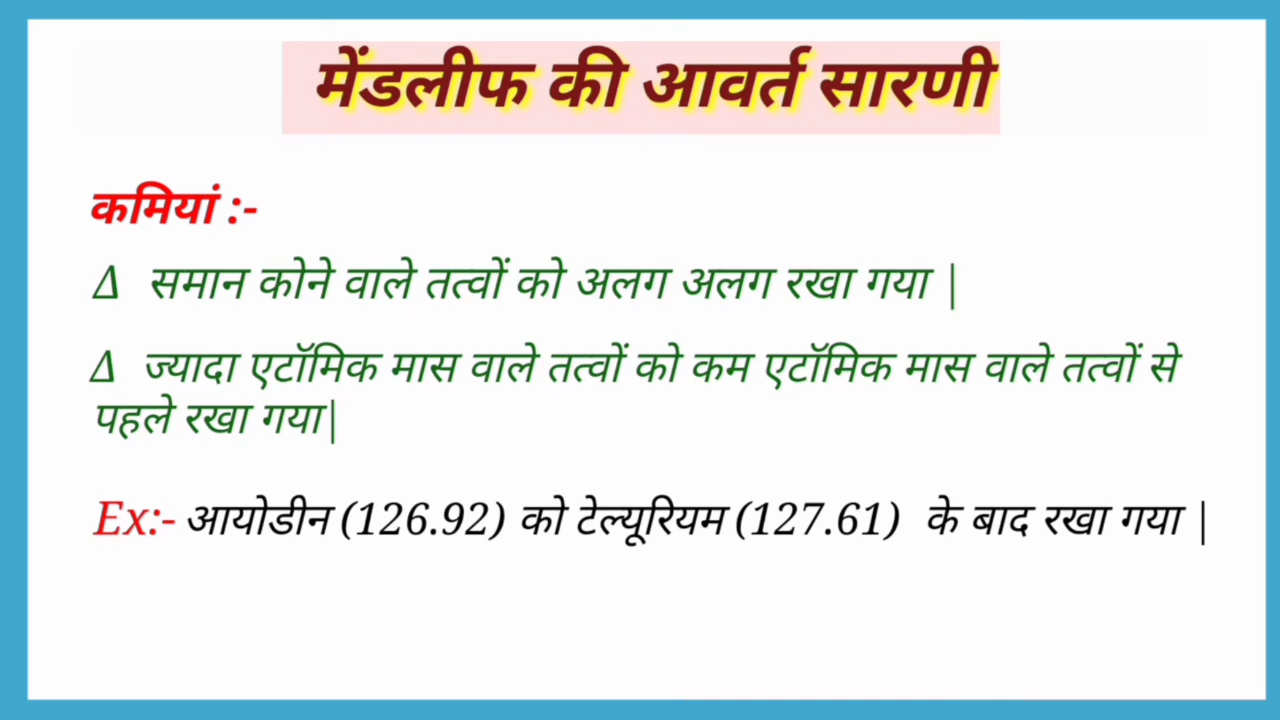 मेंडलीफ की आवर्त सारणी
कमियां :-
Δ समान कोने वाले तत्वों को अलग अलग रखा गया |
Δ ज्यादा एटॉमिक मास वाले तत्वों को कम एटॉमिक मास वाले तत्वों से
पहले रखा गया|
Ex:- आयोडीन (126.92) को टेल्यूरियम (127.61) के बाद रखा गया |